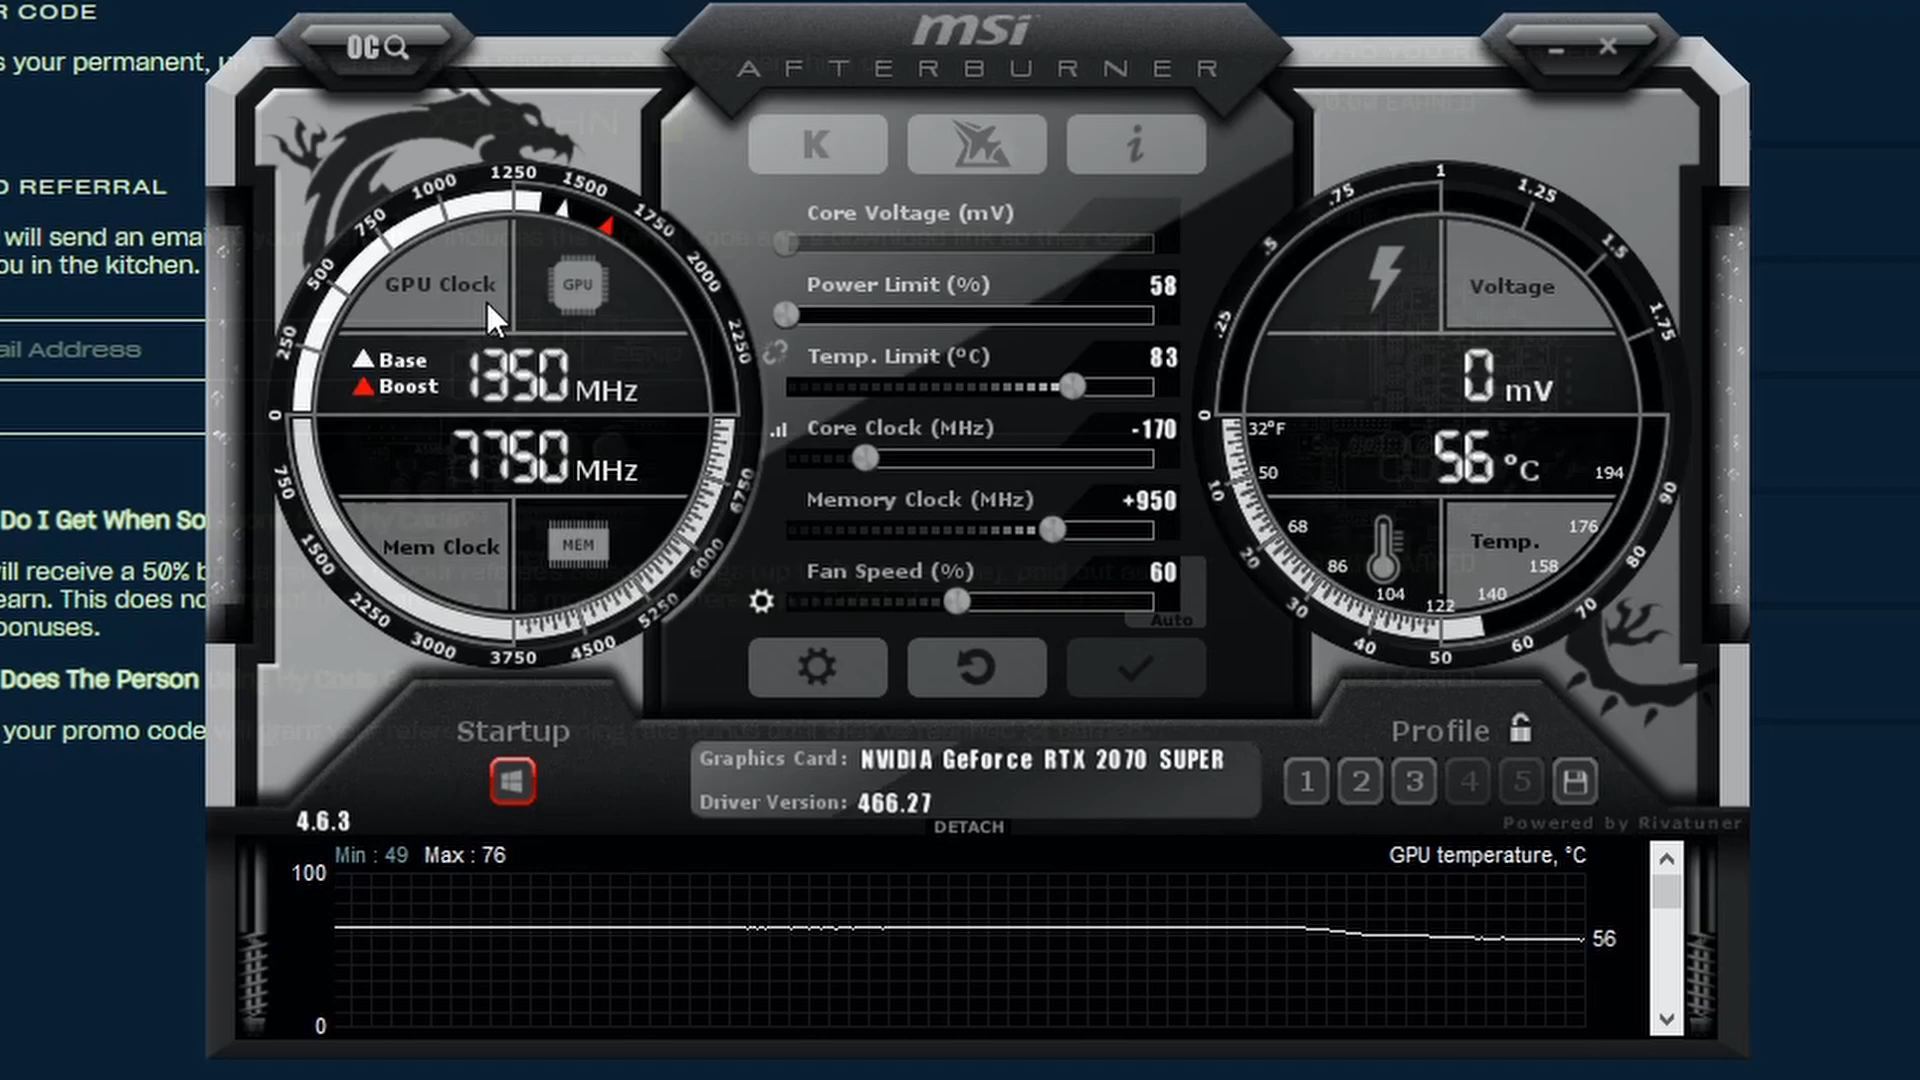 R CODE
s your permanent, u
O REFERRAL
will send an emai
ou in the kitchen.
ail Address
Do I Get When So
ill receive a 50% b
earn. This does no
bonuses.
Does The Person
your promo code
OC
msi
AFTERBURNER
K
i
GPU Clock
GPU
Base
Boost
1350 MHz
7750 MHz
Mem Clock
MEM
0
250
500
750
1000
1250
1500
1750
2000
2250
750
1500
2250
3000
3750
4500
5250
6000
6750
Core Voltage (mV)
Power Limit (%) 58
Temp. Limit (°C) 83
Core Clock (MHz) -170
Memory Clock (MHz) +950
Fan Speed (%) 60
Auto
Voltage
0 mV
56 °C
Temp.
0
.25
.5
.75
1
1.25
1.5
1.75
10
20
30
40
50
60
70
80
90
32°F
50
68
86
104
122
140
158
176
194
Startup
Profile
Graphics Card: NVIDIA GeForce RTX 2070 SUPER
Driver Version: 466.27
1 2 3 4 5
4.6.3
DETACH
Powered by Rivatuner
Min : 49 Max : 76
GPU temperature, °C
100
56
0